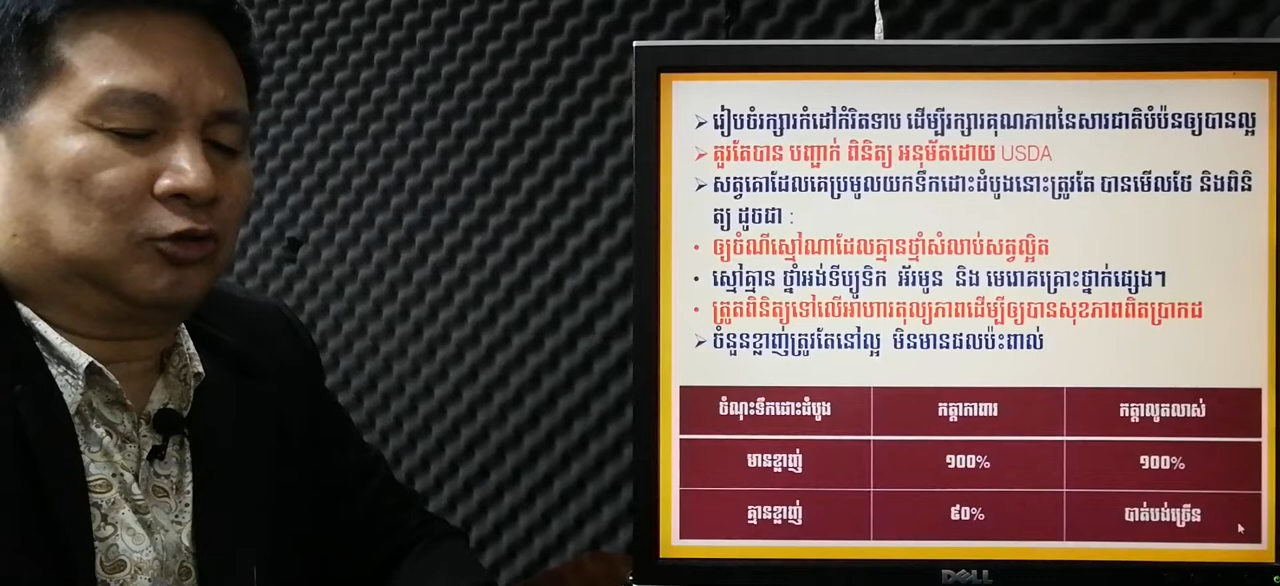 រៀបចំរក្សារកំដៅកំរិតទាប ដើម្បីរក្សារគុណភាពនៃសារជាតិបំប៉នឲ្យបានល្អ
គួរតែបាន បញ្ជាក់ ពិនិត្យ អនុម័តដោយ USDA
សត្វគោដែលគេប្រមូលយកទឹកដោះដំបូងនោះត្រូវតែ បានមើលថែ និងពិនិ
ត្យ ដូចជា :
ឲ្យចំណីស្មៅណាដែលគ្មានថ្នាំសំលាប់សត្វល្អិត
ស្មៅគ្មាន ថ្នាំអង់ទីប្យូទិក អ័រមូន និង មេរោគគ្រោះថ្នាក់ផ្សេងៗ
ត្រួតពិនិត្យទៅលើអាហារតុល្យភាពដើម្បីឲ្យបានសុខភាពពិតប្រាកដ
ចំនួនខ្លាញ់ត្រូវតែនៅល្អ មិនមានផលប៉ះពាល់
ចំណុះទឹកដោះដំបូង កត្តាការពារ កត្តាលូតលាស់
មានខ្លាញ់ ១០០% ១០០%
គ្មានខ្លាញ់ ៩០% បាត់បង់ច្រើន
DELL